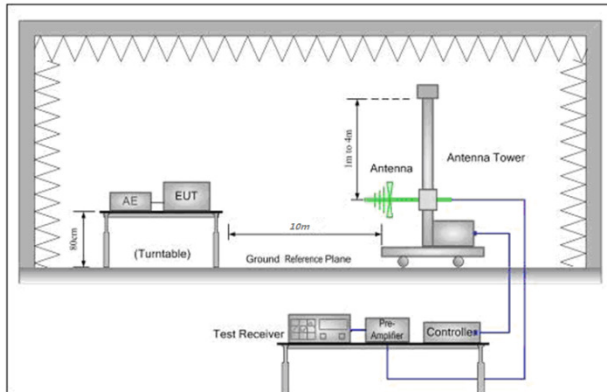 1m to 4m
Antenna
Antenna Tower
AE
EUT
80cm
(Turntable)
10m
Ground Reference Plane
Test Receiver
Pre-
Amplifier
Controller